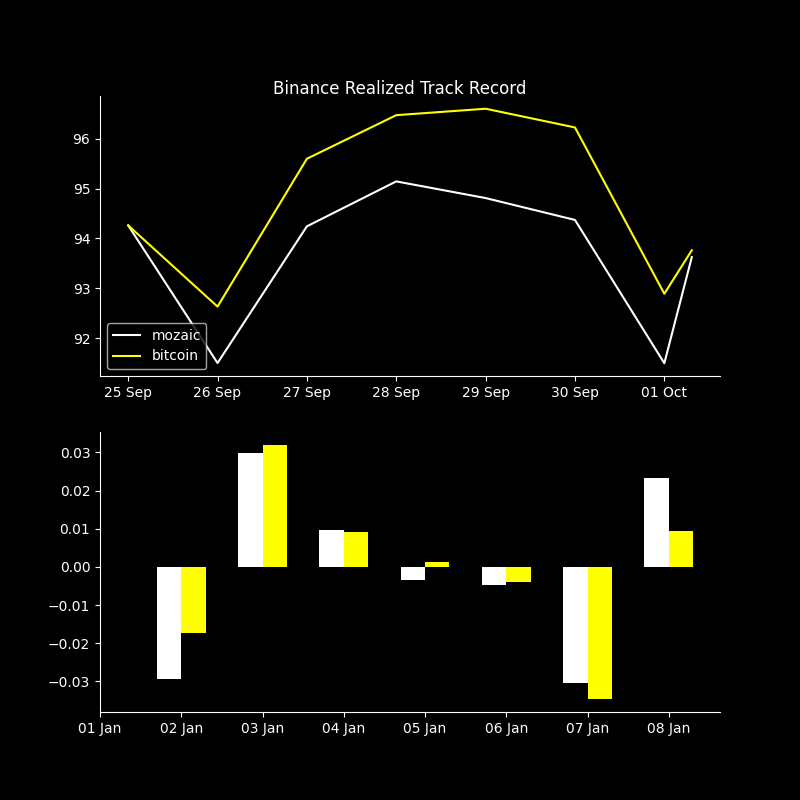 Binance Realized Track Record
96
95
94
93
92
mozaic
bitcoin
25 Sep 26 Sep 27 Sep 28 Sep 29 Sep 30 Sep 01 Oct
0.03
0.02
0.01
0.00
−0.01
−0.02
−0.03
01 Jan 02 Jan 03 Jan 04 Jan 05 Jan 06 Jan 07 Jan 08 Jan